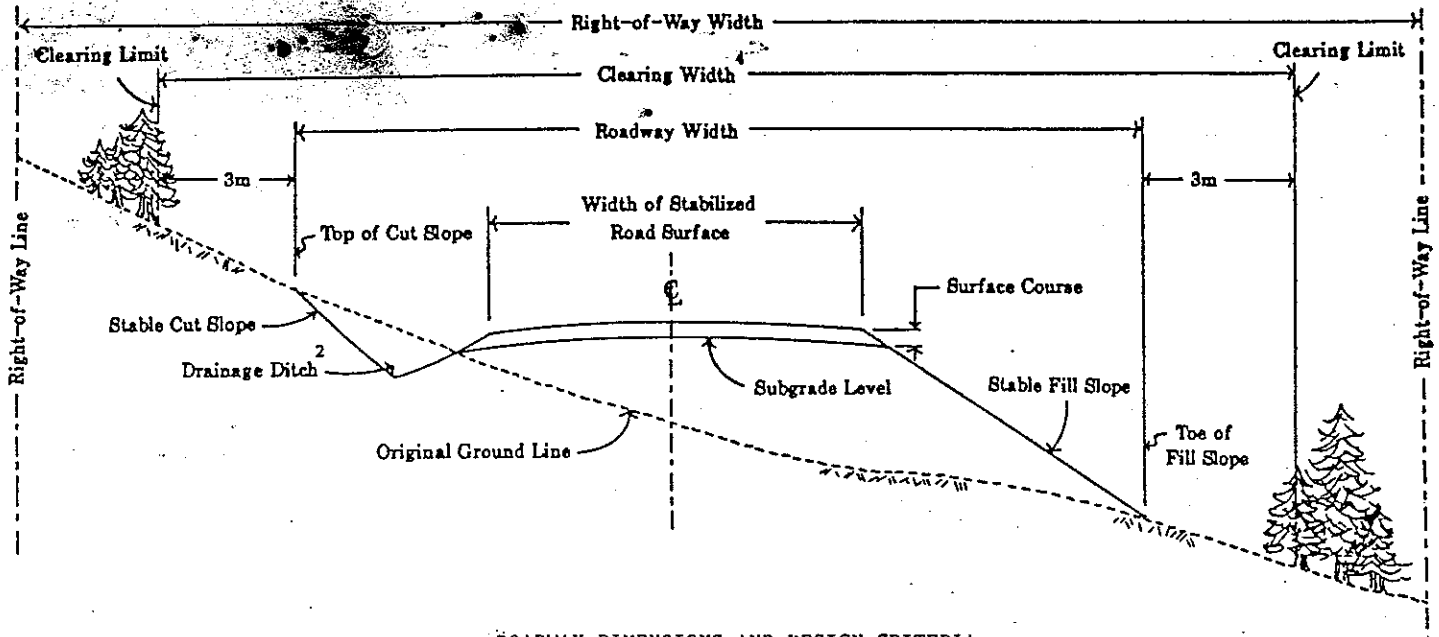 Right-of-Way Width
Clearing Limit
Clearing Limit
Clearing Width 4
Roadway Width
3m
3m
Width of Stabilized
Road Surface
Right-of-Way Line
Right-of-Way Line
Top of Cut Slope
℄
Surface Course
Stable Cut Slope
Drainage Ditch 2
Subgrade Level
Stable Fill Slope
Original Ground Line
Toe of
Fill Slope
ROADWAY DIMENSIONS AND DESIGN CRITERIA